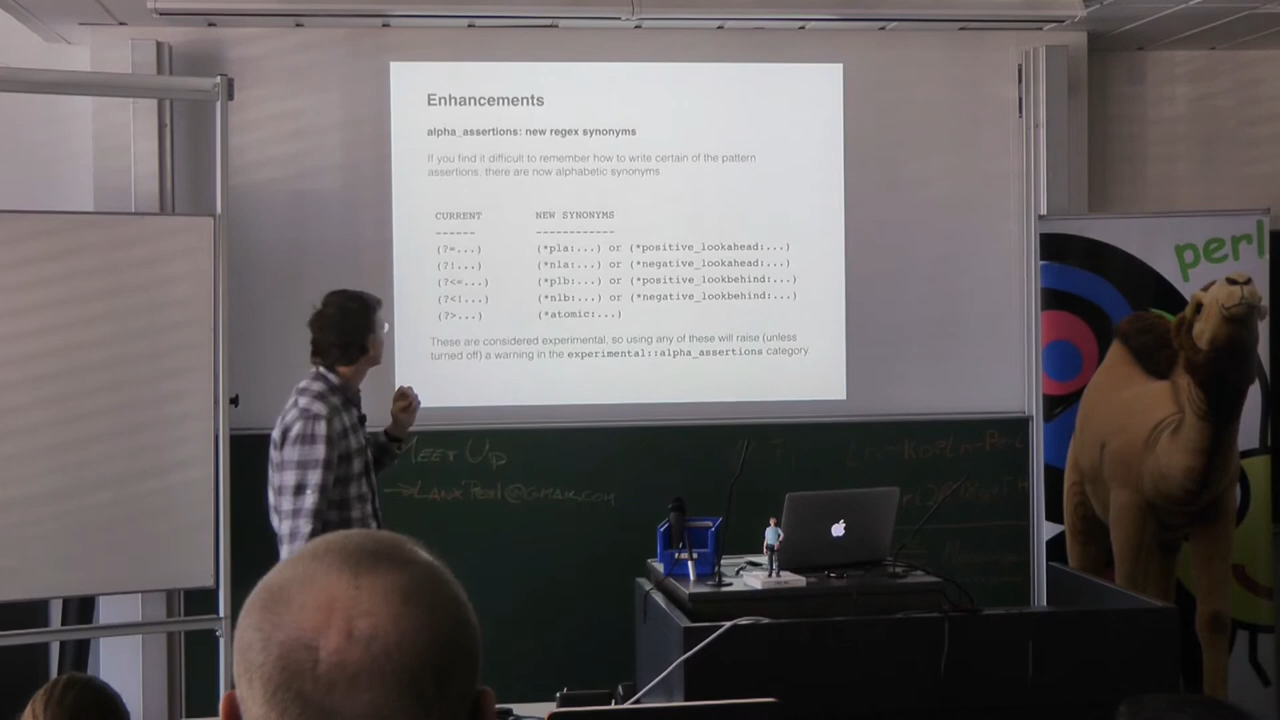 Enhancements
alpha_assertions: new regex synonyms
If you find it difficult to remember how to write certain of the pattern
assertions, there are now alphabetic synonyms
CURRENT NEW SYNONYMS
------ ------------
(?=...) (*pla:...) or (*positive_lookahead:...)
(?!...) (*nla:...) or (*negative_lookahead:...)
(?<=...) (*plb:...) or (*positive_lookbehind:...)
(?<!...) (*nlb:...) or (*negative_lookbehind:...)
(?>...) (*atomic:...)
These are considered experimental, so using any of these will raise (unless
turned off) a warning in the experimental::alpha_assertions category.
perl
MEET UP
→LANXPERL@GMAIL.COM